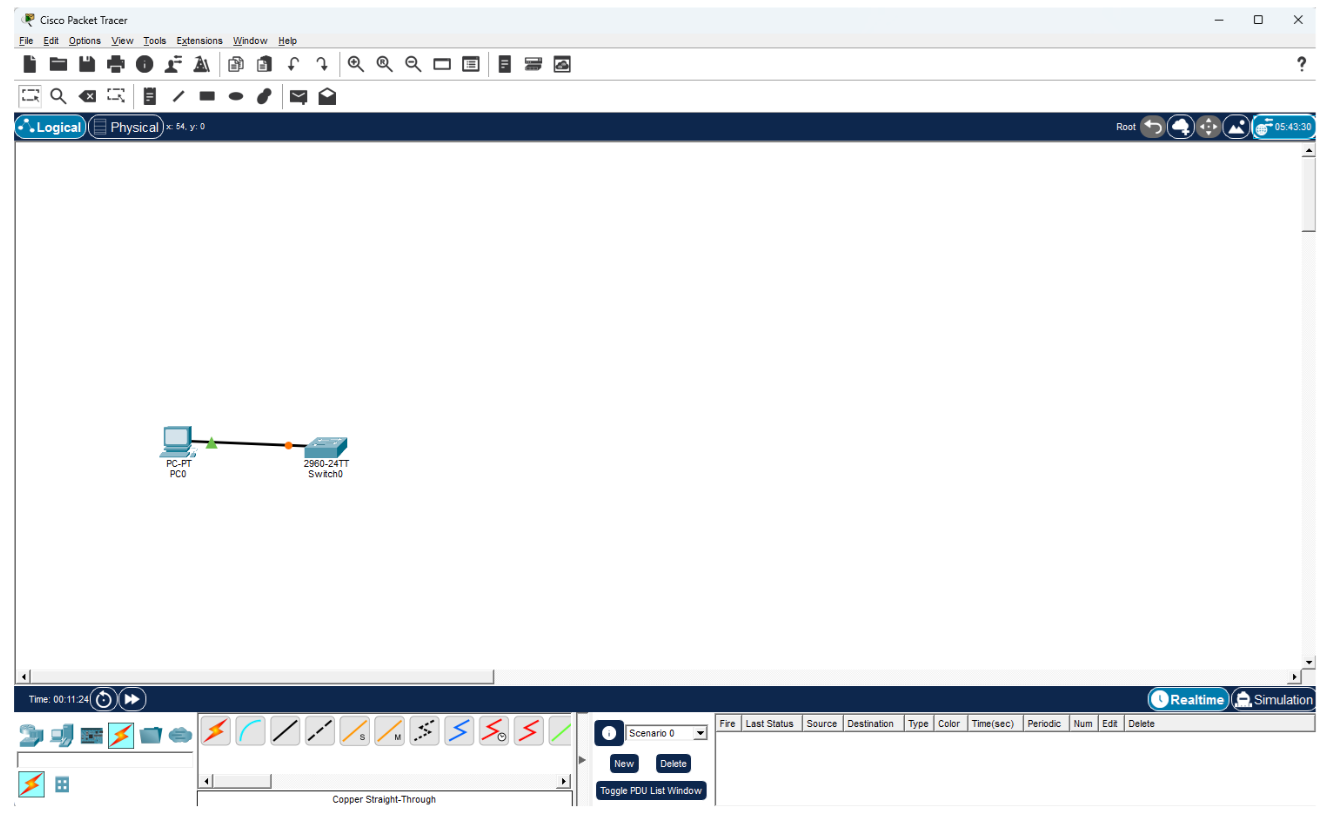 Cisco Packet Tracer
File Edit Options View Tools Extensions Window Help
?
Logical Physical x: 54, y: 0 Root 05:43:30
PC-PT
PC0
2960-24TT
Switch0
Time: 00:11:24 Realtime Simulation
S M
Copper Straight-Through
Scenario 0
New Delete
Toggle PDU List Window
Fire Last Status Source Destination Type Color Time(sec) Periodic Num Edit Delete